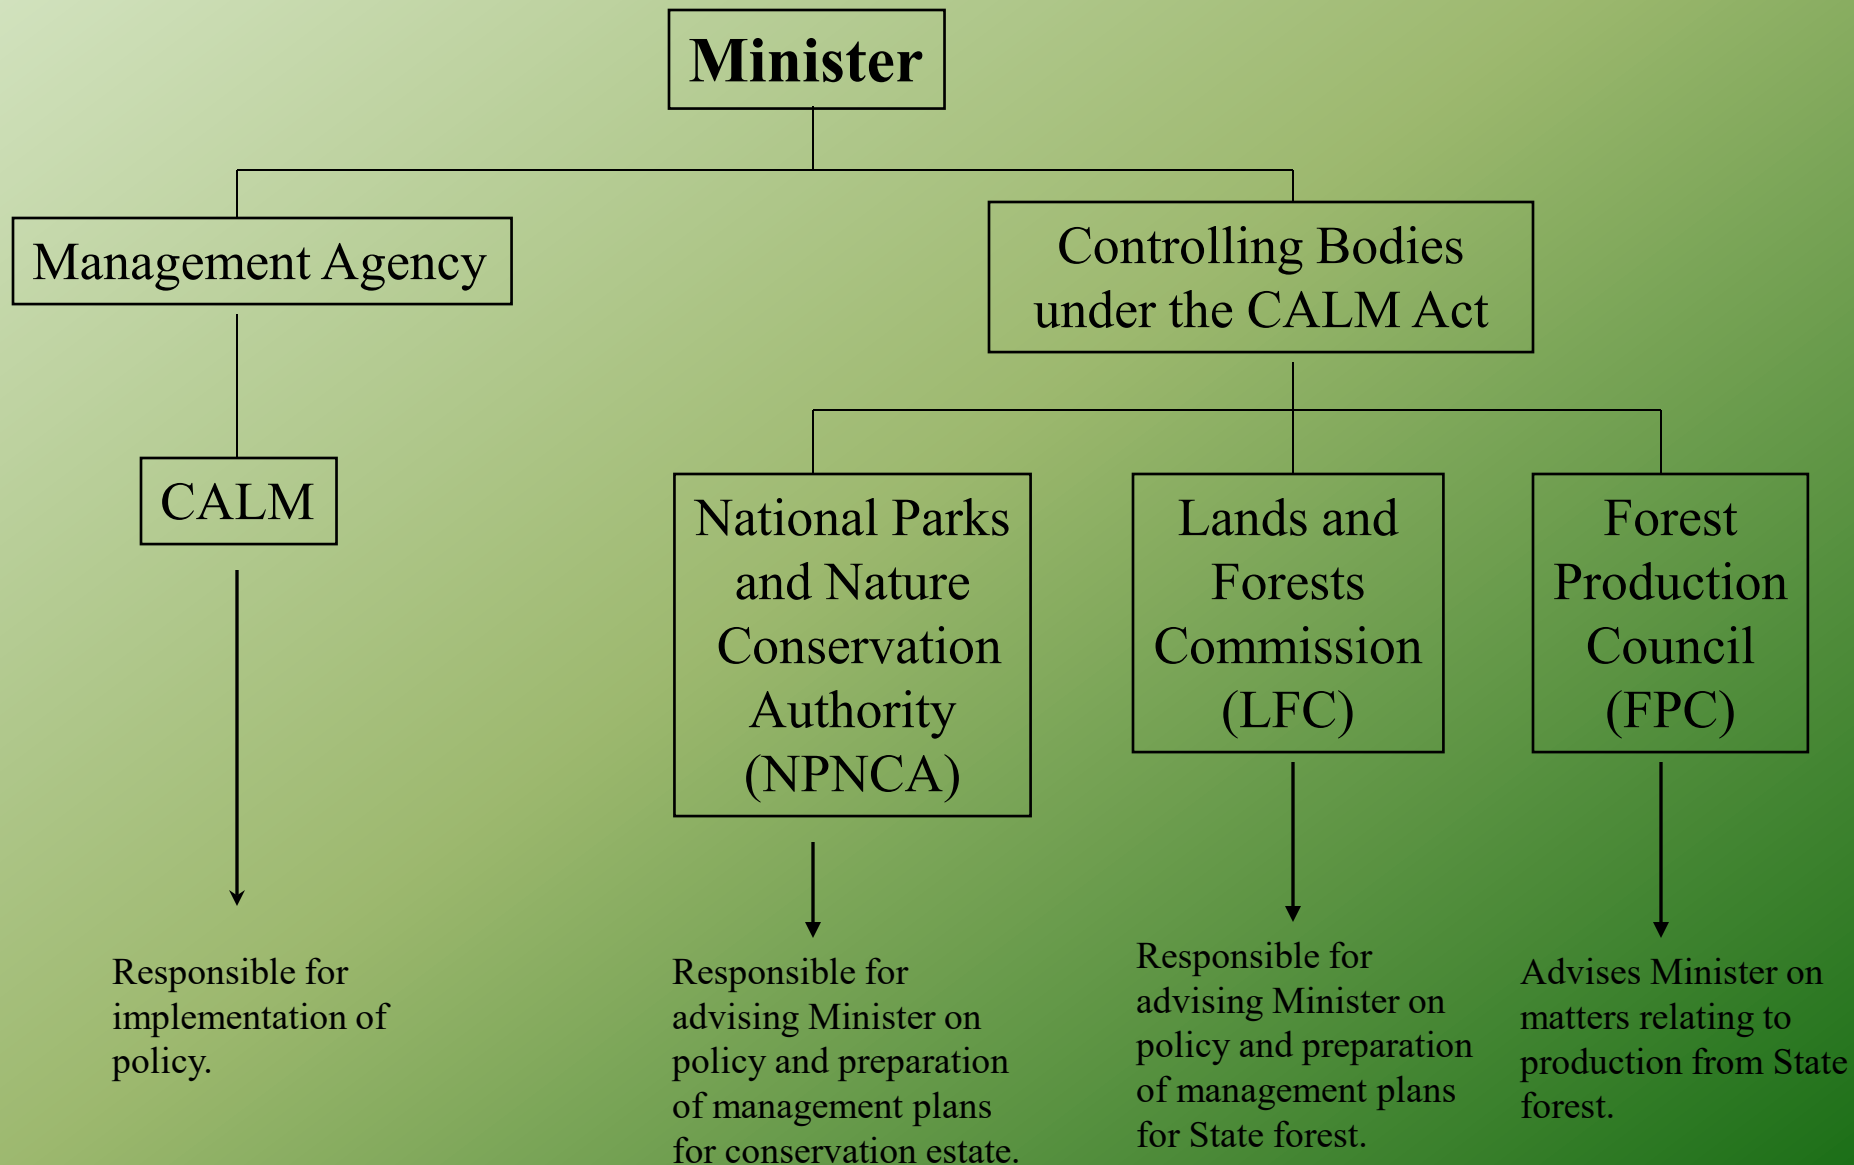 Minister
Management Agency
Controlling Bodies
under the CALM Act
CALM
National Parks
and Nature
Conservation
Authority
(NPNCA)
Lands and
Forests
Commission
(LFC)
Forest
Production
Council
(FPC)
Responsible for
implementation of
policy.
Responsible for
advising Minister on
policy and preparation
of management plans
for conservation estate.
Responsible for
advising Minister on
policy and preparation
of management plans
for State forest.
Advises Minister on
matters relating to
production from State
forest.